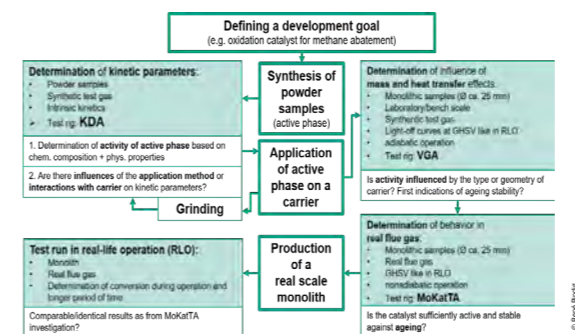 Defining a development goal
(e.g. oxidation catalyst for methane abatement)
Determination of kinetic parameters:
• Powder samples
• Synthetic test gas
• Intrinsic kinetics
➢ Test rig: KDA
1. Determination of activity of active phase based on
chem. composition + phys. properties
2. Are there influences of the application method or
interactions with carrier on kinetic parameters?
Synthesis of
powder
samples
(active phase)
Application
of active
phase on a
carrier
Grinding
Determination of influence of
mass and heat transfer effects:
• Monolithic samples (Ø ca. 25 mm)
• Laboratory/bench scale
• Synthetic test gas
• Light-off curves at GHSV like in RLO
• adiabatic operation
• Test rig: VGA
Is activity influenced by the type or geometry of
carrier? First indications of ageing stability?
Determination of behavior in
real flue gas:
• Monolithic samples (Ø ca. 25 mm)
• Real flue gas
• GHSV like in RLO
• nonadiabatic operation
• Test rig: MoKatTA
Is the catalyst sufficiently active and stable
against ageing?
Production
of a
real scale
monolith
Test run in real-life operation (RLO):
• Monolith
• Real flue gas
• Determination of conversion during operation and
longer period of time
Comparable/identical results as from MoKatTA
investigation?